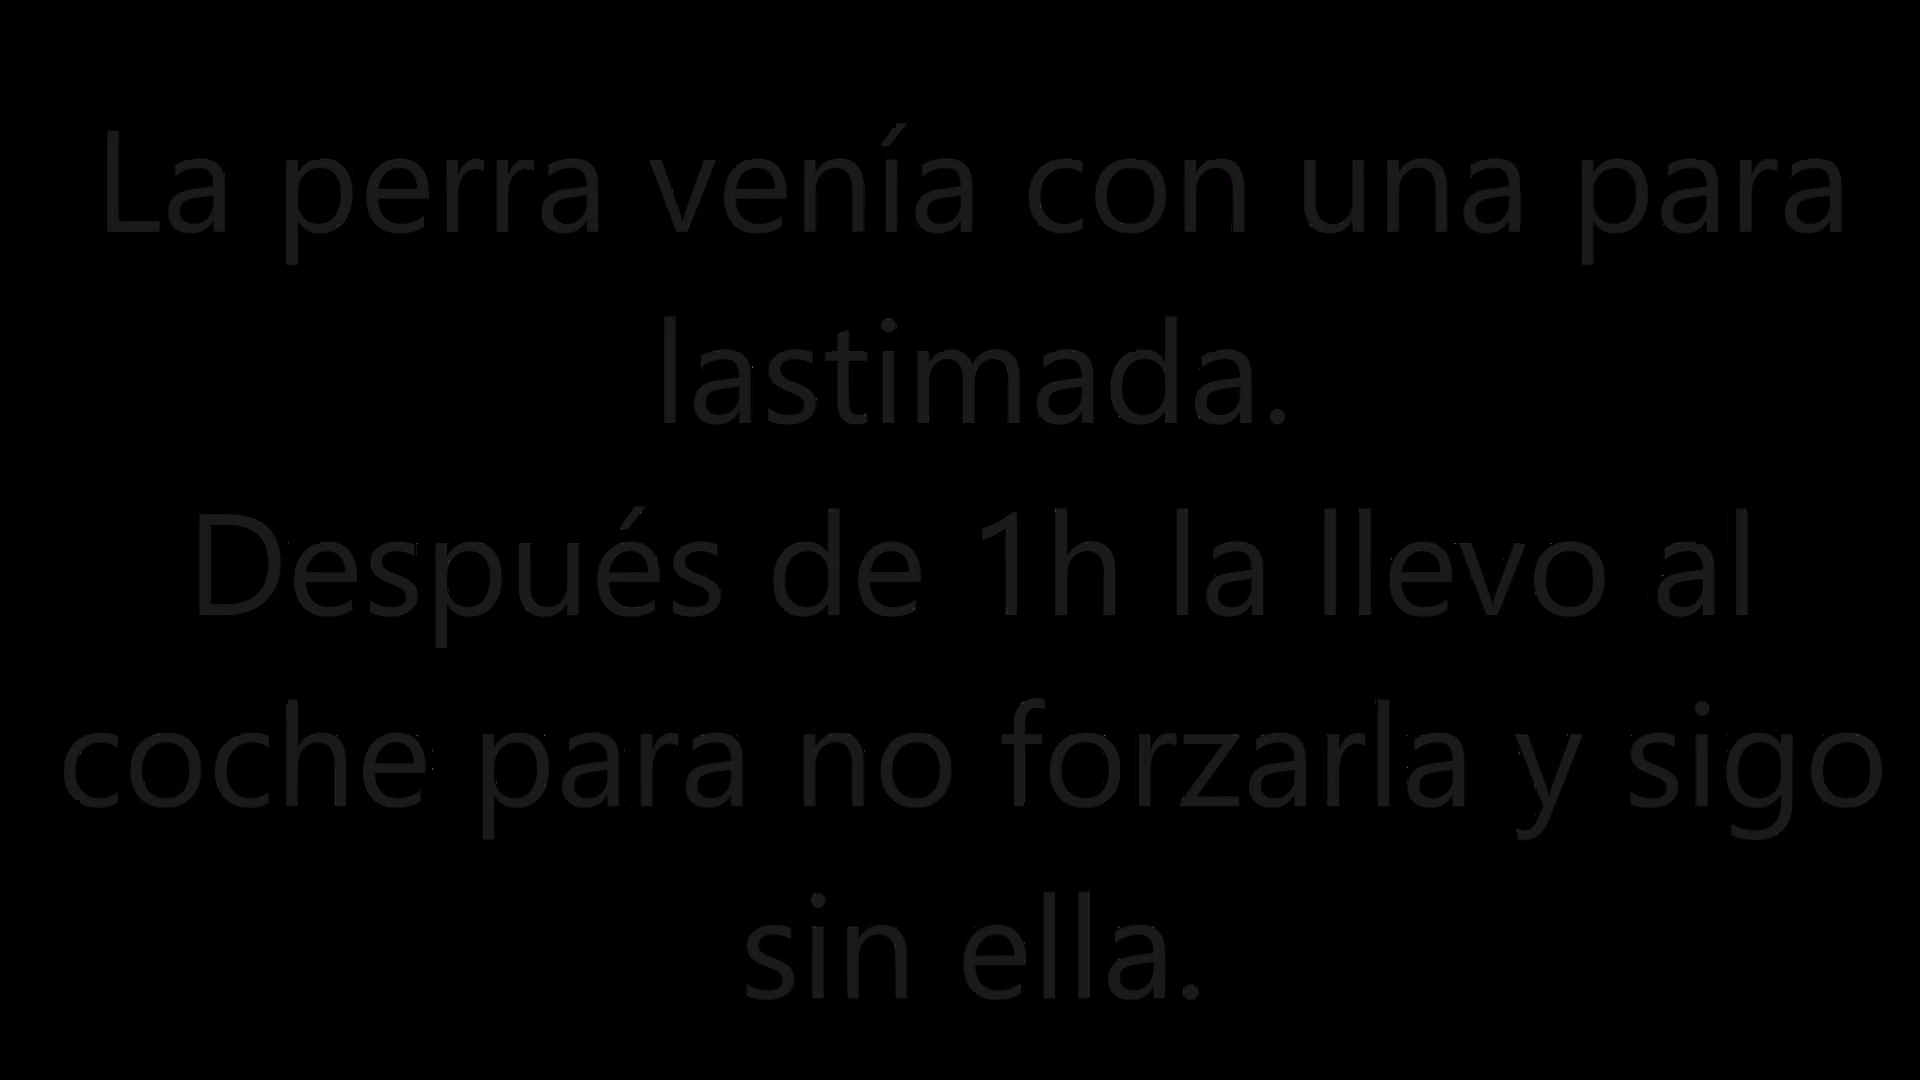 La perra venía con una para
lastimada.
Después de 1h la llevo al
coche para no forzarla y sigo
sin ella.